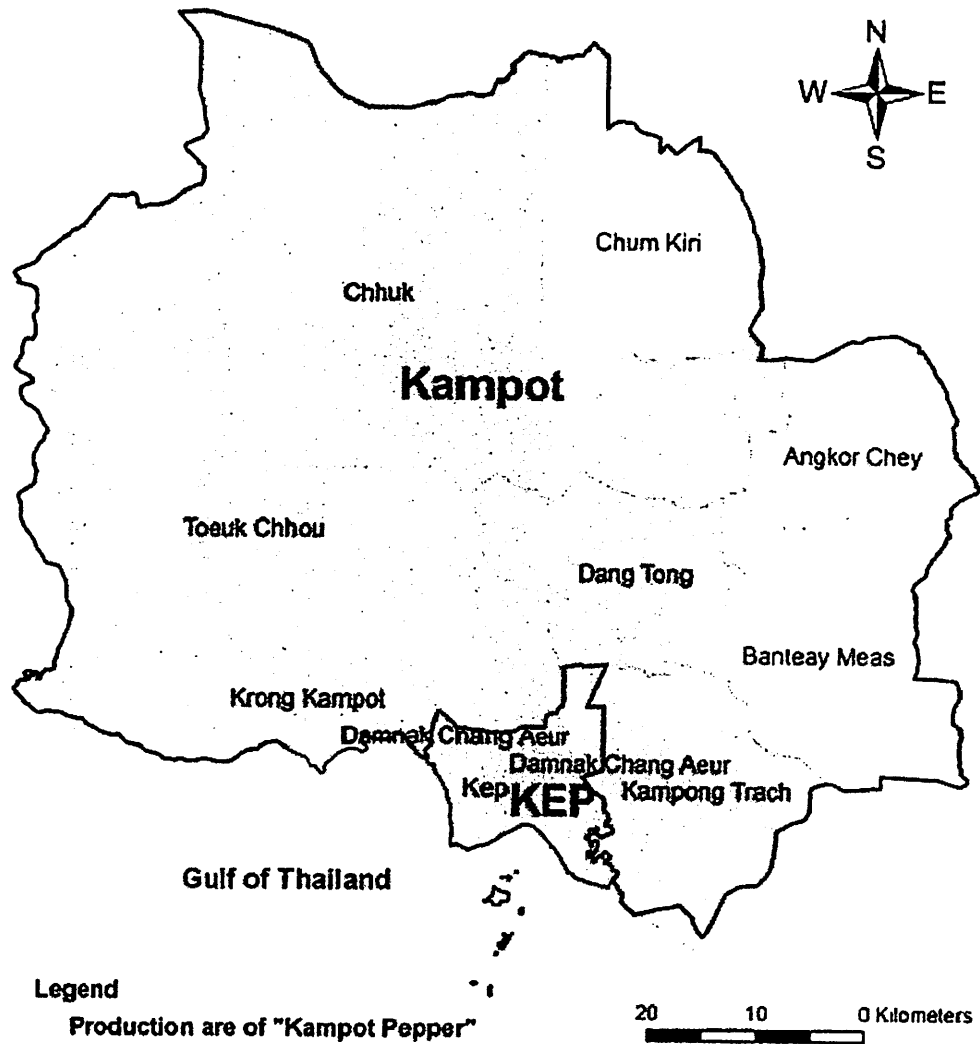 N
W E
S
Chum Kiri
Chhuk
Kampot
Angkor Chey
Toeuk Chhou
Dang Tong
Banteay Meas
Krong Kampot
Damnak Chang Aeur
Damnak Chang Aeur
Kep KEP Kampong Trach
Gulf of Thailand
Legend
Production are of "Kampot Pepper"
20 10 0 Kilometers